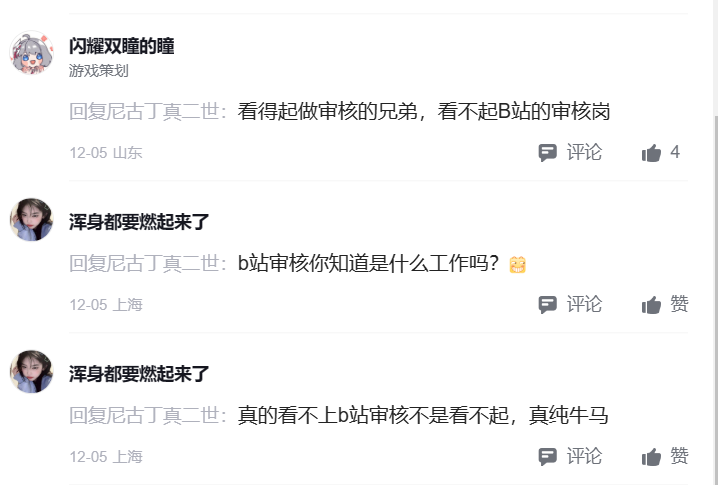 闪耀双瞳的瞳
游戏策划
回复尼古丁真二世：看得起做审核的兄弟，看不起B站的审核岗
12-05 山东
评论
4
浑身都要燃起来了
回复尼古丁真二世：b站审核你知道是什么工作吗？
12-05 上海
评论
赞
浑身都要燃起来了
回复尼古丁真二世：真的看不上b站审核不是看不起，真纯牛马
12-05 上海
评论
赞